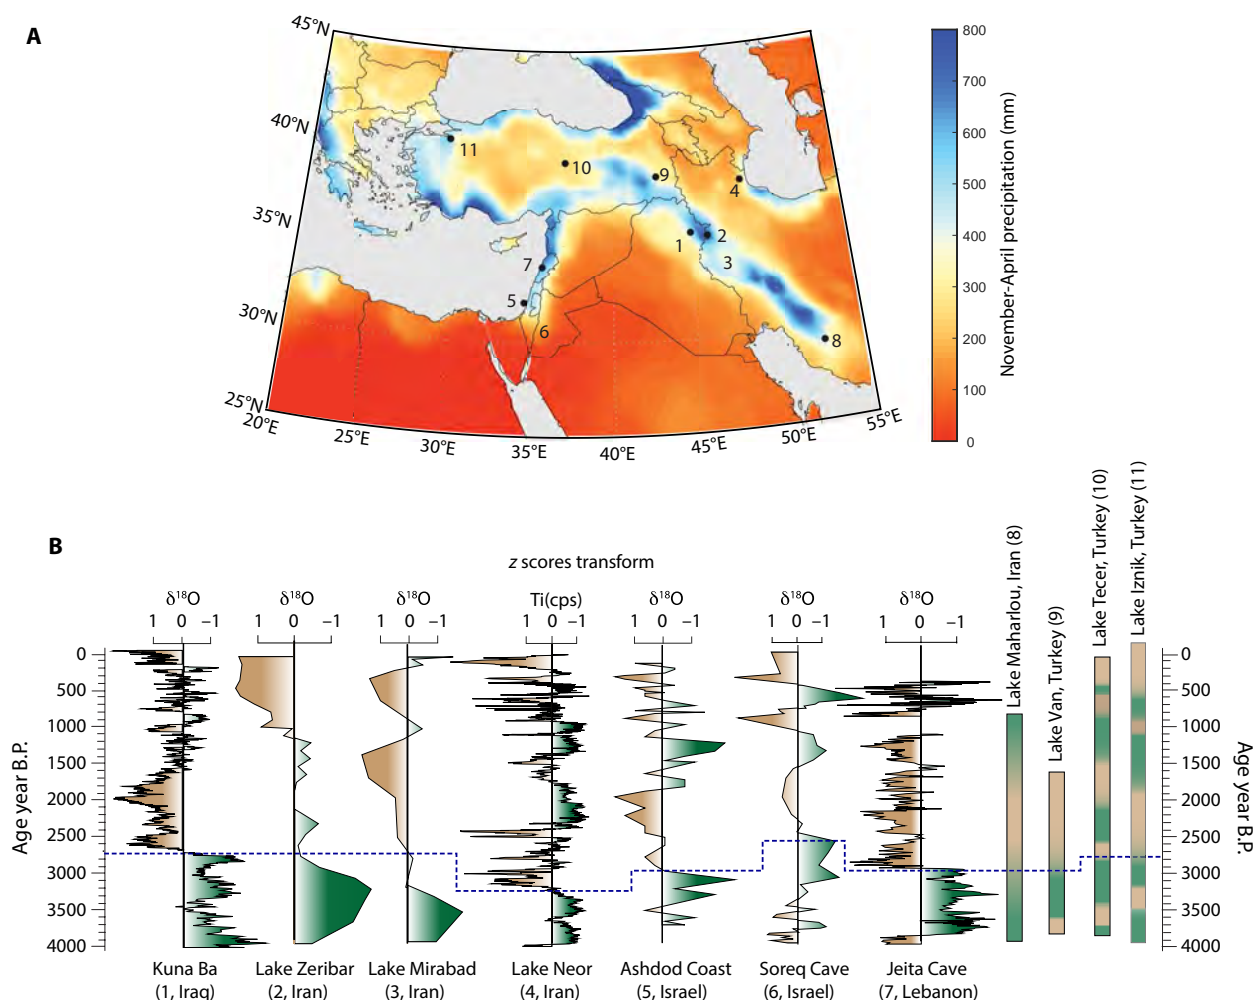 A
45°N
40°N
35°N
30°N
25°N
20°E
25°E
30°E
35°E
40°E
45°E
50°E
55°E
11
10
9
4
1
2
3
7
5
6
8
800
700
600
500
400
300
200
100
0
November-April precipitation (mm)
B
z scores transform
δ¹⁸O
δ¹⁸O
δ¹⁸O
Ti(cps)
δ¹⁸O
δ¹⁸O
δ¹⁸O
1 0 −1
1 0 −1
1 0 −1
1 0 −1
1 0 −1
1 0 −1
1 0 −1
Lake Maharlou, Iran (8)
Lake Van, Turkey (9)
Lake Tecer, Turkey (10)
Lake Iznik, Turkey (11)
Age year B.P.
0
500
1000
1500
2000
2500
3000
3500
4000
0
500
1000
1500
2000
2500
3000
3500
4000
Age year B.P.
Kuna Ba
(1, Iraq)
Lake Zeribar
(2, Iran)
Lake Mirabad
(3, Iran)
Lake Neor
(4, Iran)
Ashdod Coast
(5, Israel)
Soreq Cave
(6, Israel)
Jeita Cave
(7, Lebanon)